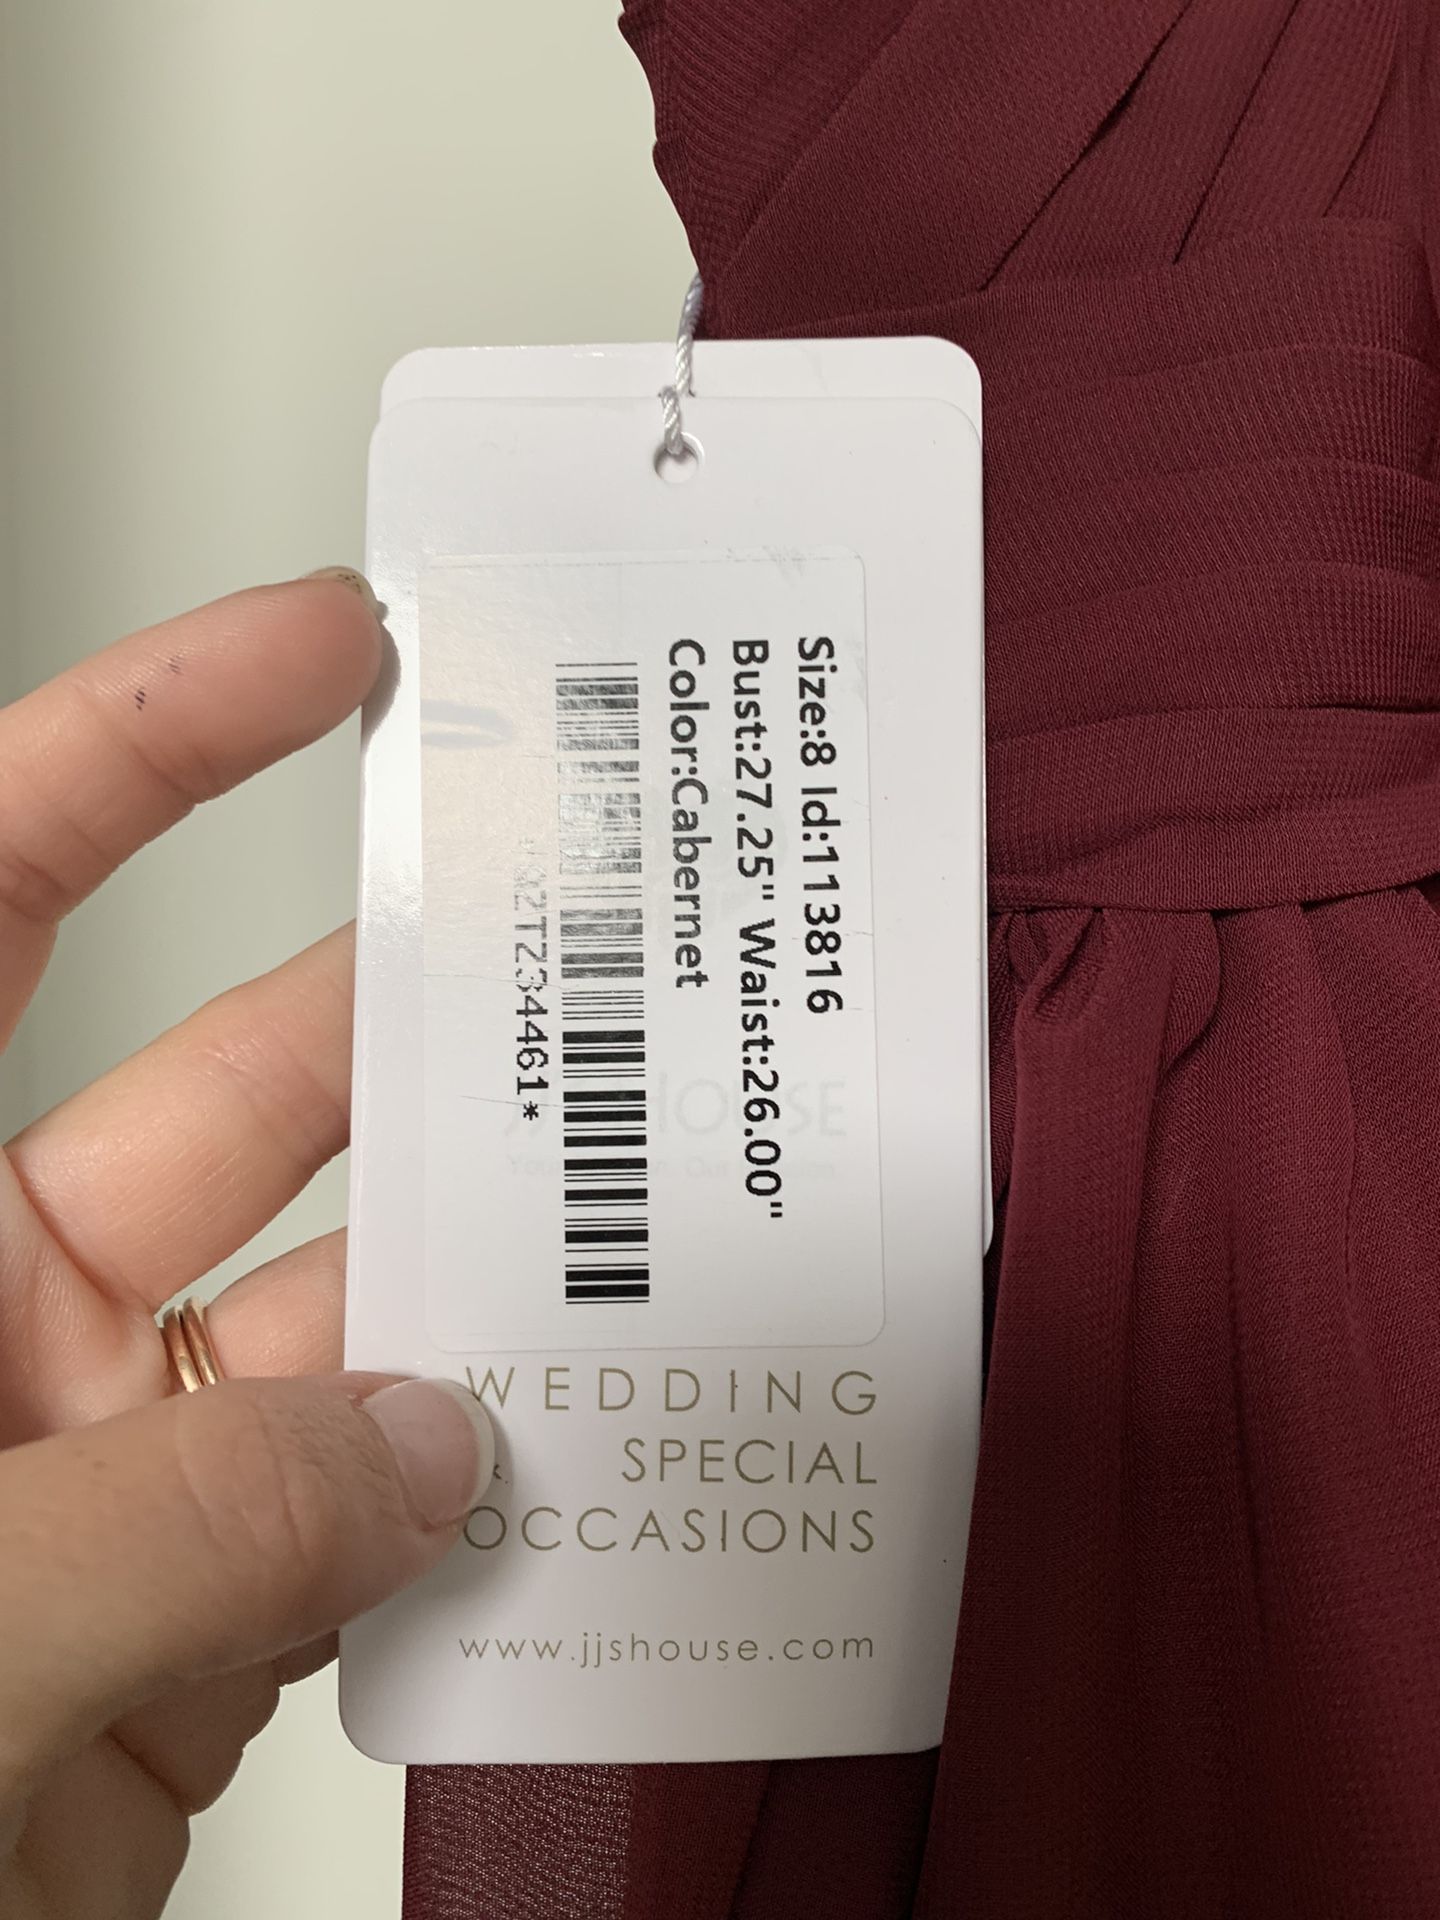 Size:8 Id:113816
Bust:27.25" Waist:26.00"
Color:Cabernet
WEDDING
SPECIAL
OCCASIONS
www.jjshouse.com